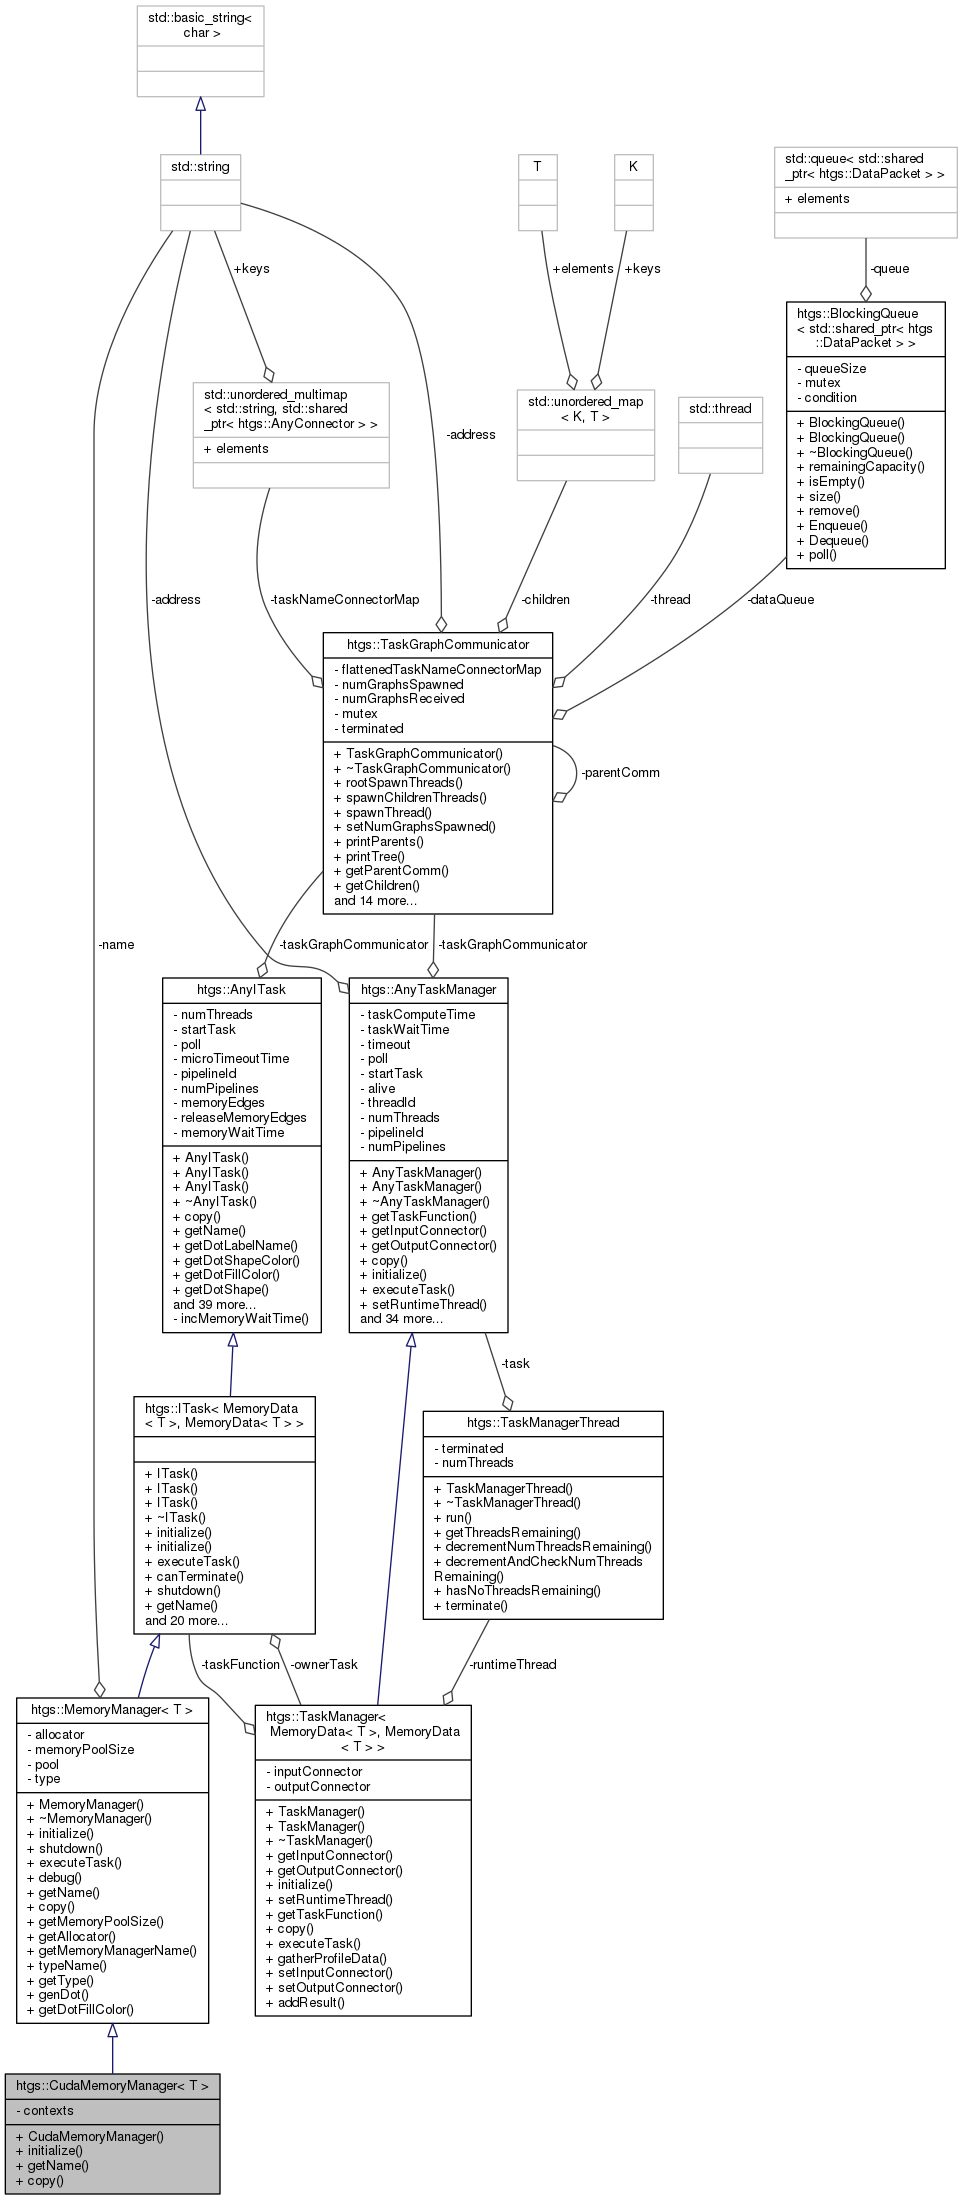 std::basic_string<
char >
std::string
T
K
std::queue< std::shared
_ptr< htgs::DataPacket > >
+ elements
+keys
+elements
+keys
-queue
htgs::BlockingQueue
< std::shared_ptr< htgs
::DataPacket > >
- queueSize
- mutex
- condition
+ BlockingQueue()
+ BlockingQueue()
+ ~BlockingQueue()
+ remainingCapacity()
+ isEmpty()
+ size()
+ remove()
+ Enqueue()
+ Dequeue()
+ poll()
std::unordered_multimap
< std::string, std::shared
_ptr< htgs::AnyConnector > >
+ elements
std::unordered_map
< K, T >
std::thread
-address
-address
-taskNameConnectorMap
-children
-thread
-dataQueue
htgs::TaskGraphCommunicator
- flattenedTaskNameConnectorMap
- numGraphsSpawned
- numGraphsReceived
- mutex
- terminated
+ TaskGraphCommunicator()
+ ~TaskGraphCommunicator()
+ rootSpawnThreads()
+ spawnChildrenThreads()
+ spawnThread()
+ setNumGraphsSpawned()
+ printParents()
+ printTree()
+ getParentComm()
+ getChildren()
and 14 more...
-parentComm
-name
-taskGraphCommunicator
-taskGraphCommunicator
htgs::AnyITask
- numThreads
- startTask
- poll
- microTimeoutTime
- pipelineId
- numPipelines
- memoryEdges
- releaseMemoryEdges
- memoryWaitTime
+ AnyITask()
+ AnyITask()
+ AnyITask()
+ ~AnyITask()
+ copy()
+ getName()
+ getDotLabelName()
+ getDotShapeColor()
+ getDotFillColor()
+ getDotShape()
and 39 more...
- incMemoryWaitTime()
htgs::AnyTaskManager
- taskComputeTime
- taskWaitTime
- timeout
- poll
- startTask
- alive
- threadId
- numThreads
- pipelineId
- numPipelines
+ AnyTaskManager()
+ AnyTaskManager()
+ ~AnyTaskManager()
+ getTaskFunction()
+ getInputConnector()
+ getOutputConnector()
+ copy()
+ initialize()
+ executeTask()
+ setRuntimeThread()
and 34 more...
-task
htgs::ITask< MemoryData
< T >, MemoryData< T > >
+ ITask()
+ ITask()
+ ITask()
+ ~ITask()
+ initialize()
+ initialize()
+ executeTask()
+ canTerminate()
+ shutdown()
+ getName()
and 20 more...
htgs::TaskManagerThread
- terminated
- numThreads
+ TaskManagerThread()
+ ~TaskManagerThread()
+ run()
+ getThreadsRemaining()
+ decrementNumThreadsRemaining()
+ decrementAndCheckNumThreads
Remaining()
+ hasNoThreadsRemaining()
+ terminate()
-taskFunction
-ownerTask
-runtimeThread
htgs::MemoryManager< T >
- allocator
- memoryPoolSize
- pool
- type
+ MemoryManager()
+ ~MemoryManager()
+ initialize()
+ shutdown()
+ executeTask()
+ debug()
+ getName()
+ copy()
+ getMemoryPoolSize()
+ getAllocator()
+ getMemoryManagerName()
+ typeName()
+ getType()
+ genDot()
+ getDotFillColor()
htgs::TaskManager<
MemoryData< T >, MemoryData
< T > >
- inputConnector
- outputConnector
+ TaskManager()
+ TaskManager()
+ ~TaskManager()
+ getInputConnector()
+ getOutputConnector()
+ initialize()
+ setRuntimeThread()
+ getTaskFunction()
+ copy()
+ executeTask()
+ gatherProfileData()
+ setInputConnector()
+ setOutputConnector()
+ addResult()
htgs::CudaMemoryManager< T >
- contexts
+ CudaMemoryManager()
+ initialize()
+ getName()
+ copy()